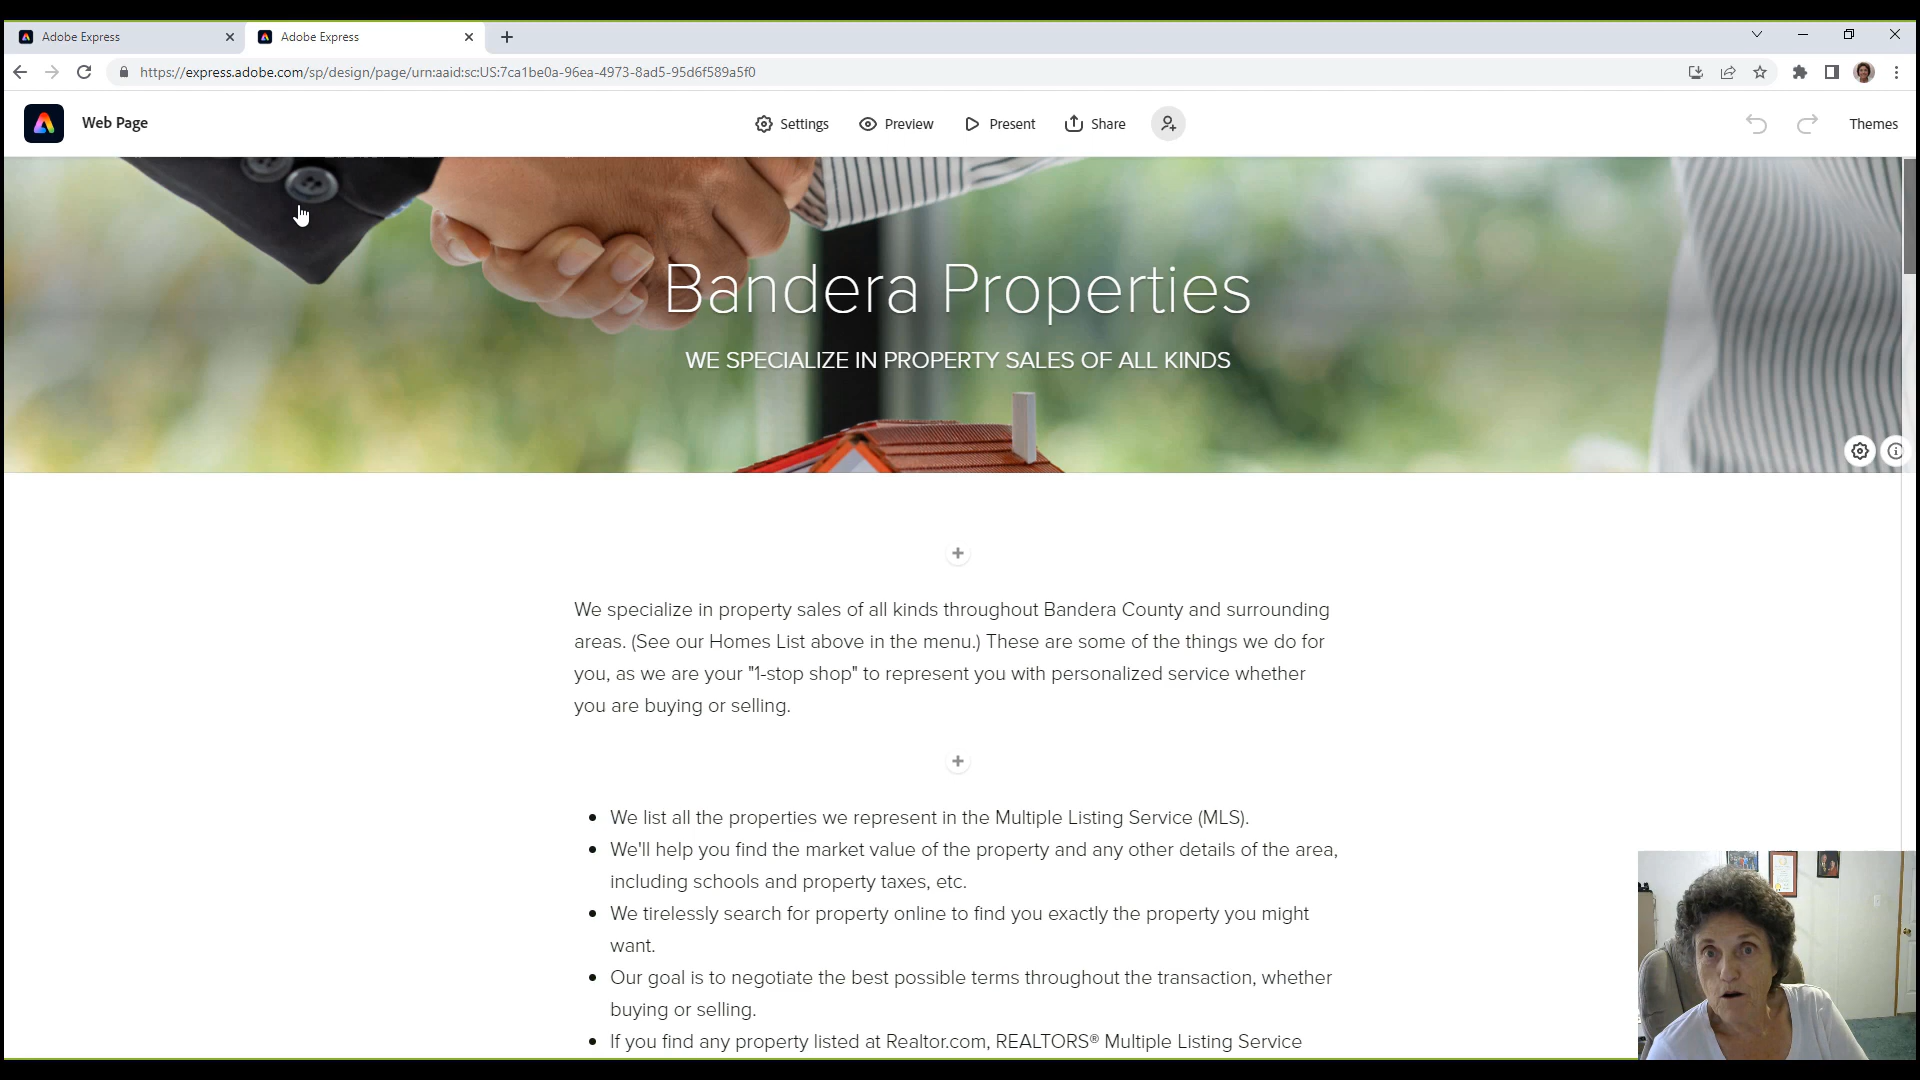 Adobe Express
Adobe Express
https://express.adobe.com/sp/design/page/urn:aaid:sc:US:7ca1be0a-96ea-4973-8ad5-95d6f589a5f0
Web Page
Settings
Preview
Present
Share
Themes
Bandera Properties
WE SPECIALIZE IN PROPERTY SALES OF ALL KINDS
We specialize in property sales of all kinds throughout Bandera County and surrounding
areas. (See our Homes List above in the menu.) These are some of the things we do for
you, as we are your "1-stop shop" to represent you with personalized service whether
you are buying or selling.
• We list all the properties we represent in the Multiple Listing Service (MLS).
• We'll help you find the market value of the property and any other details of the area,
including schools and property taxes, etc.
• We tirelessly search for property online to find you exactly the property you might
want.
• Our goal is to negotiate the best possible terms throughout the transaction, whether
buying or selling.
• If you find any property listed at Realtor.com, REALTORS® Multiple Listing Service